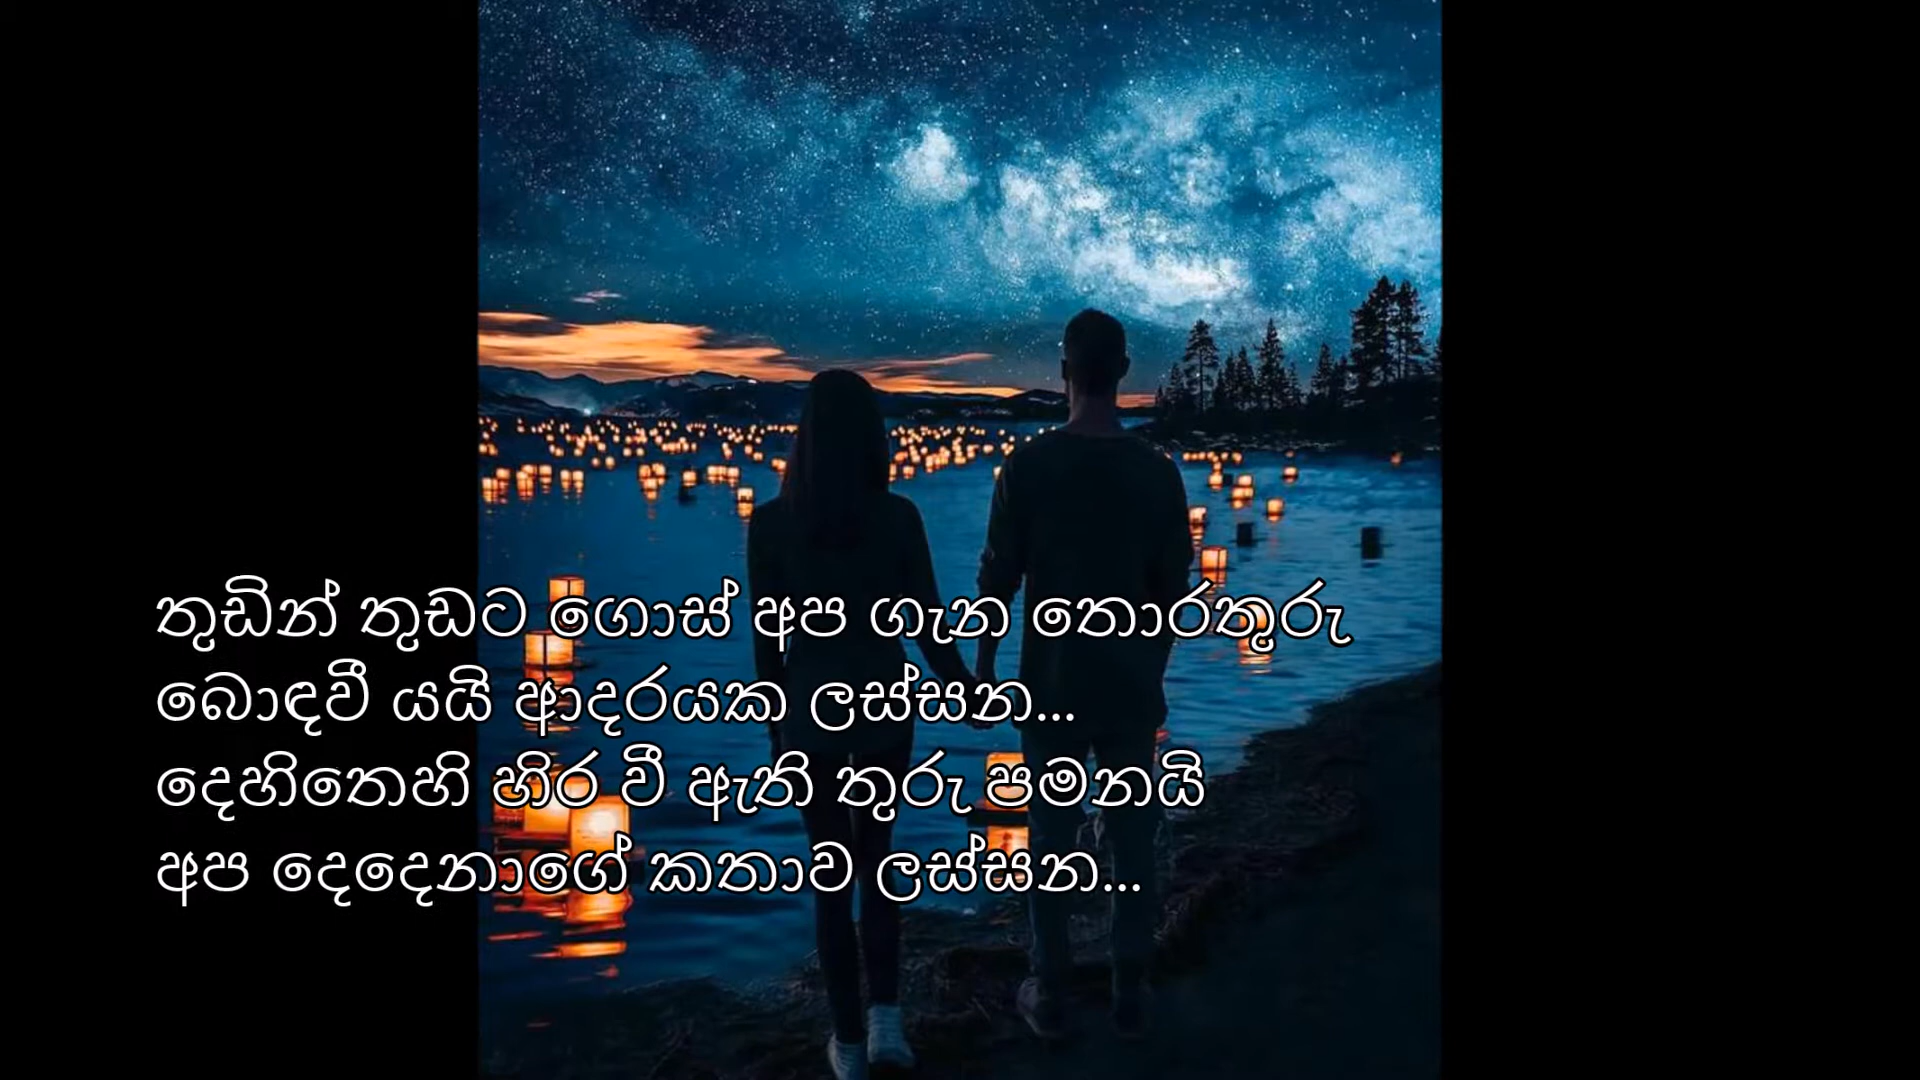 තුඩින් තුඩට ගොස් අප ගැන තොරතුරු
බොඳවී යයි ආදරයක ලස්සන...
දෙහිතෙහි හිර වී ඇති තුරු පමනයි
අප දෙදෙනාගේ කතාව ලස්සන...